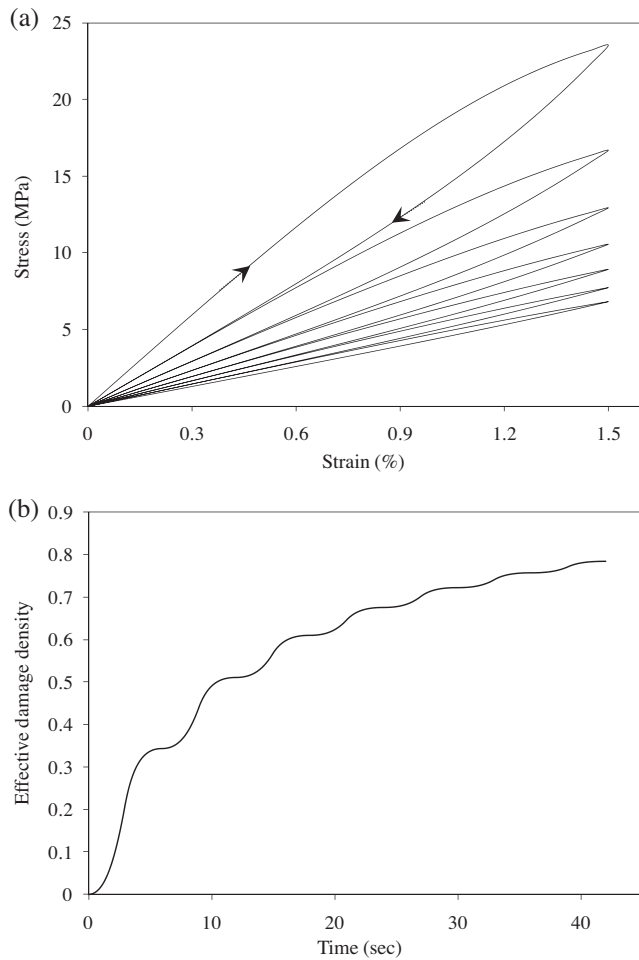 (a)
25
20
15
10
5
0
Stress (MPa)
0 0.3 0.6 0.9 1.2 1.5
Strain (%)
(b)
0.9
0.8
0.7
0.6
0.5
0.4
0.3
0.2
0.1
0
Effective damage density
0 10 20 30 40
Time (sec)